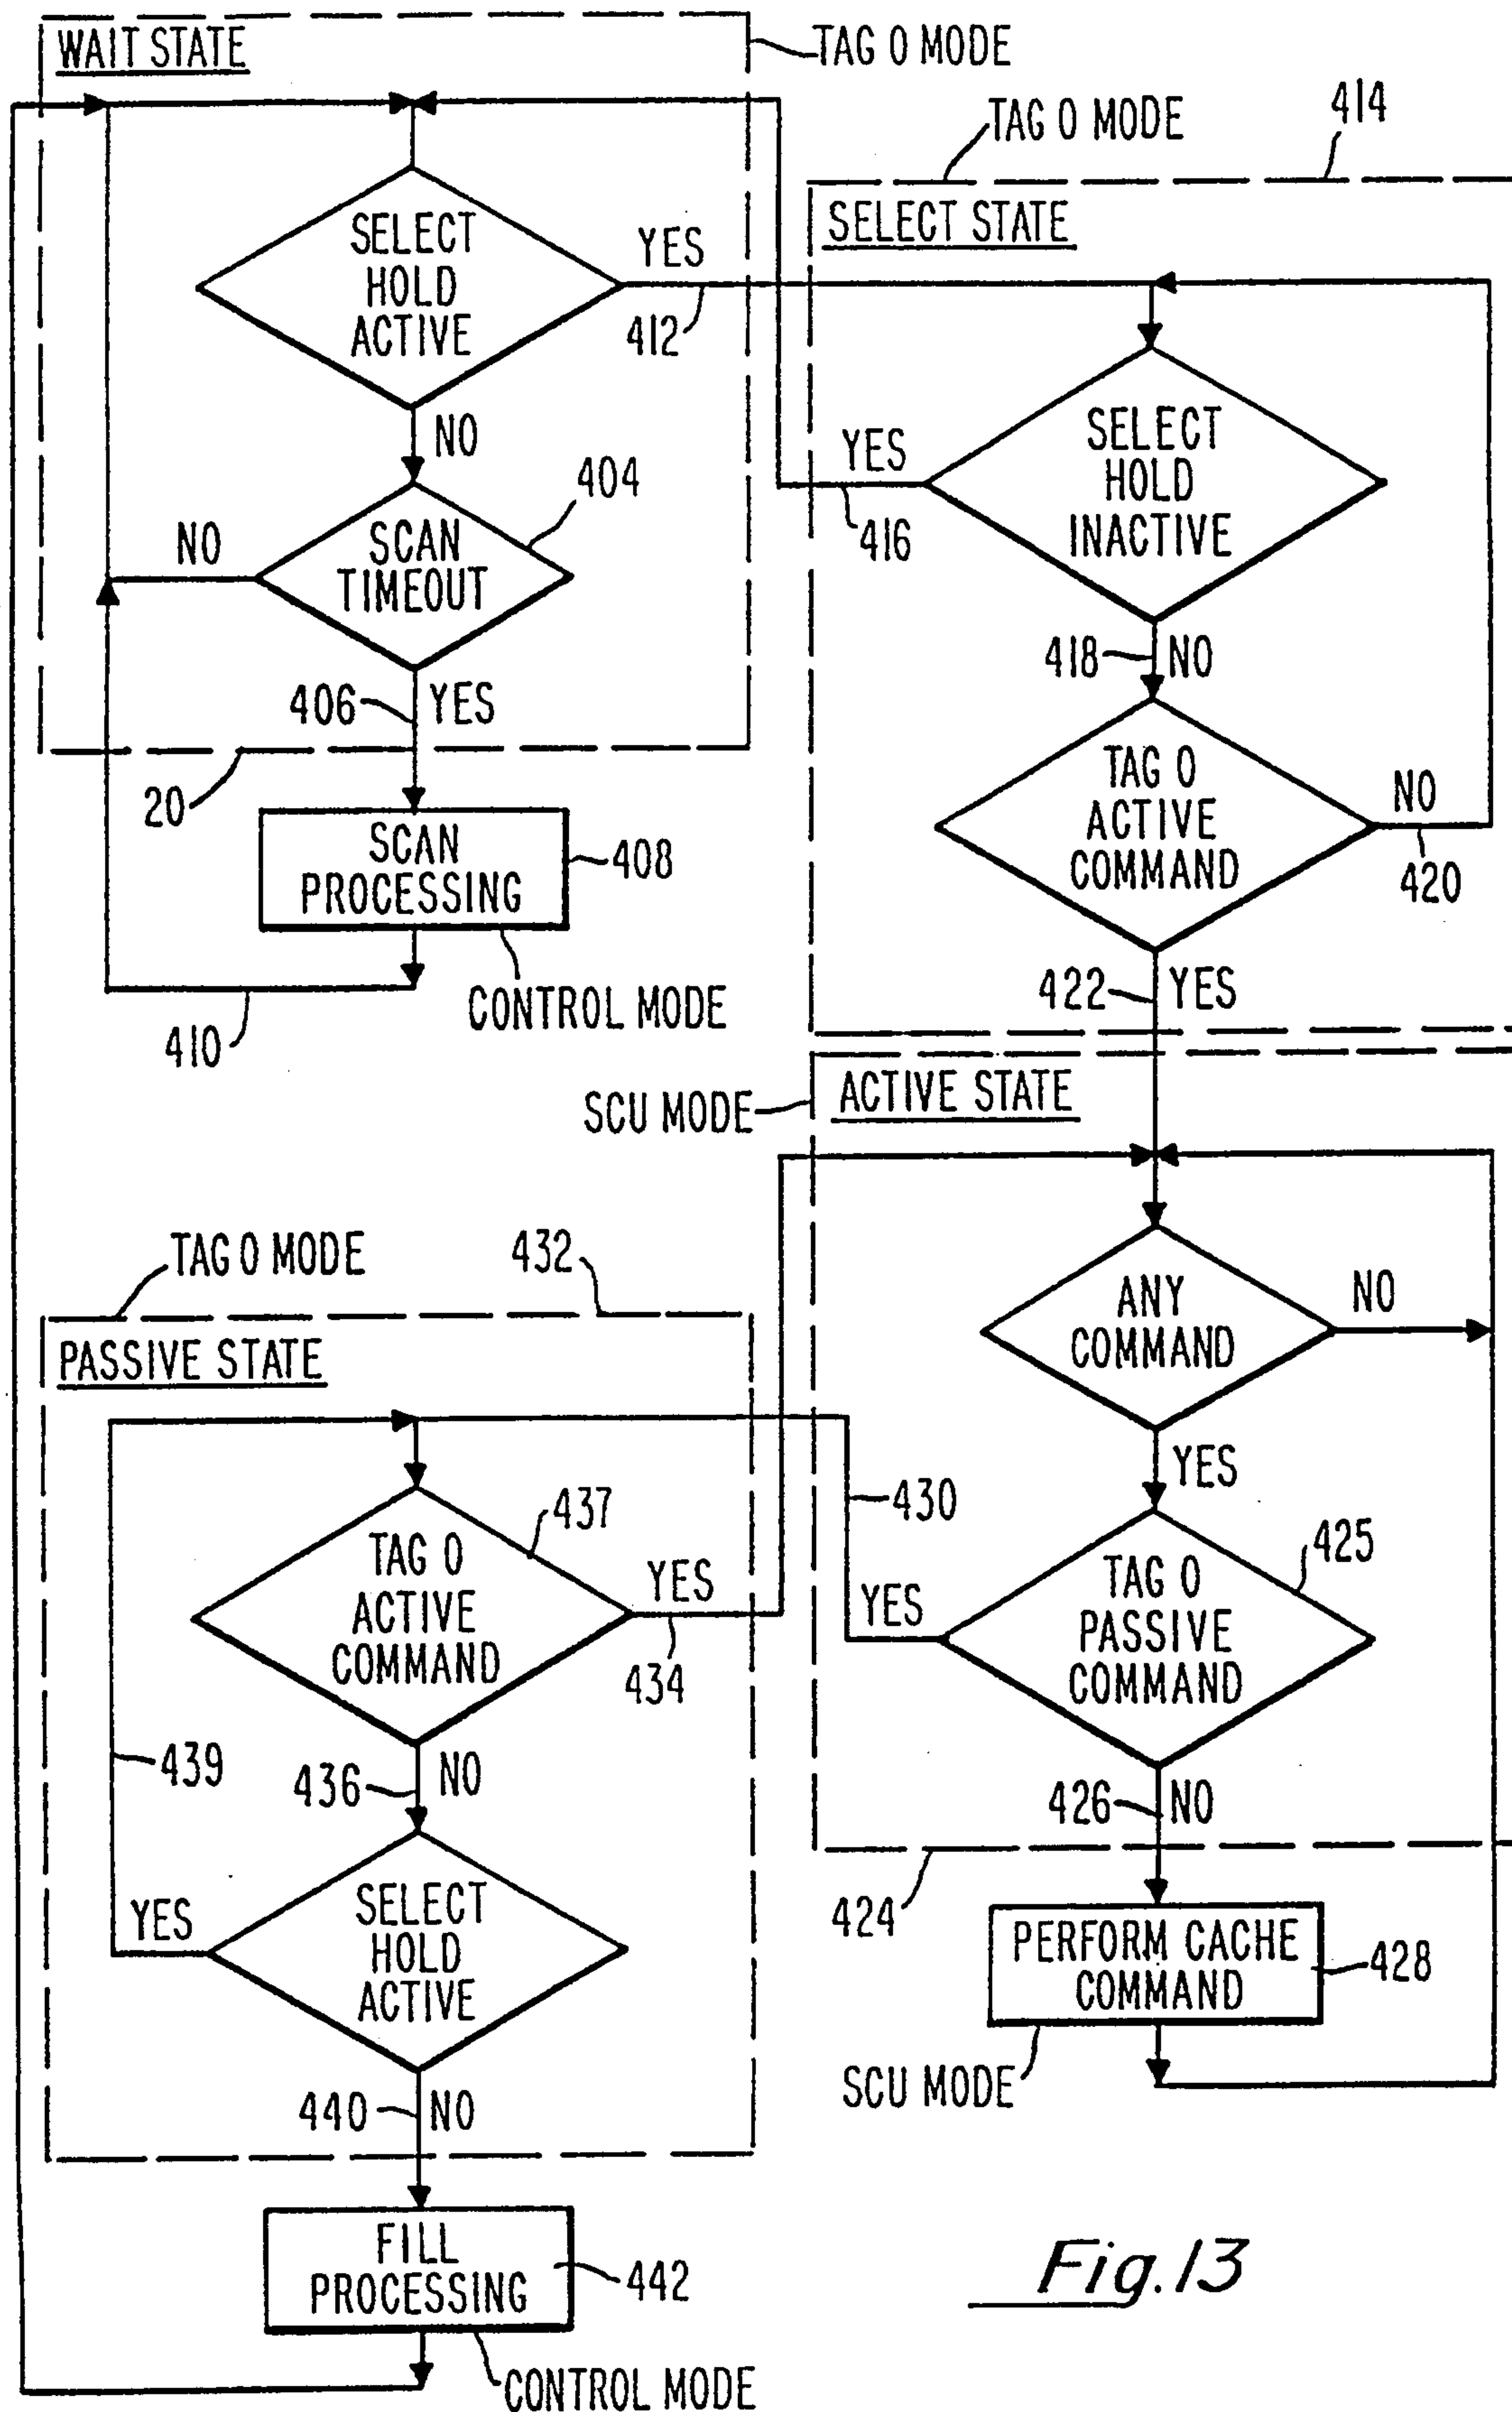 WAIT STATE
TAG 0 MODE
SELECT
HOLD
ACTIVE
YES
412
NO
404
SCAN
TIMEOUT
NO
406
YES
20
SCAN
PROCESSING
408
CONTROL MODE
410
TAG 0 MODE
414
SELECT STATE
SELECT
HOLD
INACTIVE
YES
416
418
NO
TAG 0
ACTIVE
COMMAND
NO
420
422
YES
SCU MODE
ACTIVE STATE
ANY
COMMAND
NO
YES
425
TAG 0
PASSIVE
COMMAND
YES
430
426
NO
424
PERFORM CACHE
COMMAND
428
SCU MODE
TAG 0 MODE
432
PASSIVE STATE
437
TAG 0
ACTIVE
COMMAND
YES
434
439
436
NO
SELECT
HOLD
ACTIVE
YES
440
NO
FILL
PROCESSING
442
CONTROL MODE
Fig. 13